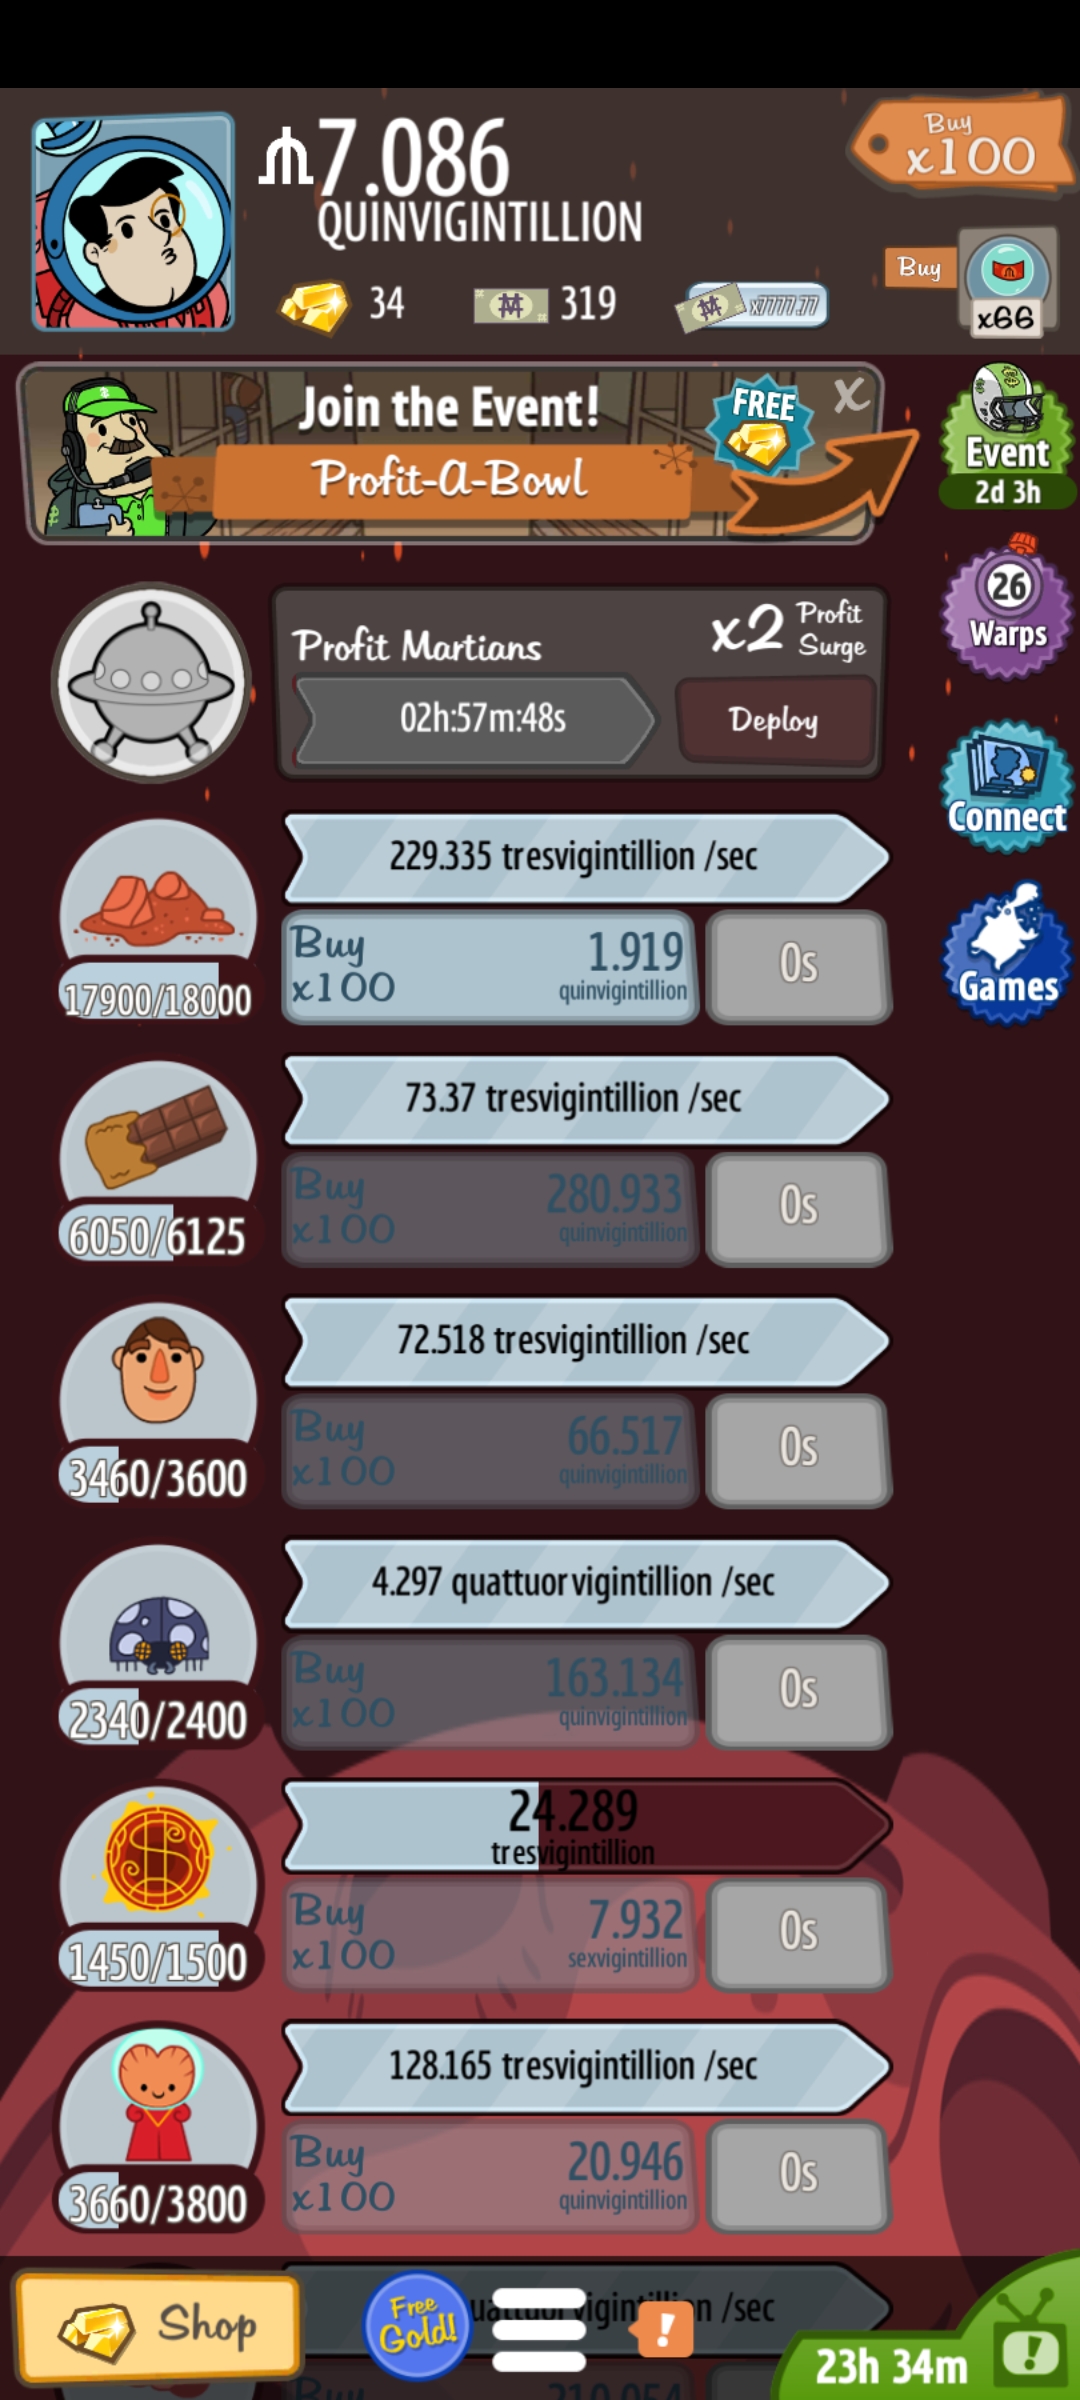 7.086
QUINVIGINTILLION
Buy
x100
34
319
x7777.77
Buy
x66
Join the Event!
FREE
X
Profit-A-Bowl
Event
2d 3h
26
Warps
Profit Martians
x2 Profit Surge
02h:57m:48s
Deploy
Connect
229.335 tresvigintillion /sec
Buy
x100
1.919
quinvigintillion
0s
17900/18000
Games
73.37 tresvigintillion /sec
Buy
x100
280.933
quinvigintillion
0s
6050/6125
72.518 tresvigintillion /sec
Buy
x100
66.517
quinvigintillion
0s
3460/3600
4.297 quattuorvigintillion /sec
Buy
x100
163.134
quinvigintillion
0s
2340/2400
24.289
tresvigintillion
Buy
x100
7.932
sexvigintillion
0s
1450/1500
128.165 tresvigintillion /sec
Buy
x100
20.946
quinvigintillion
0s
3660/3800
Shop
Free
Gold!
/sec
!
23h 34m
!
Buy